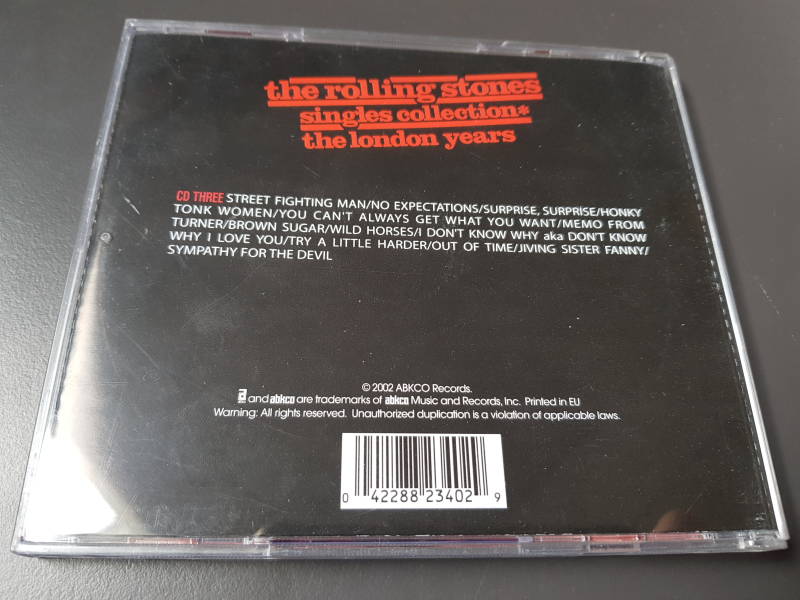 the rolling stones
singles collection*
the london years
CD THREE STREET FIGHTING MAN/NO EXPECTATIONS/SURPRISE, SURPRISE/HONKY
TONK WOMEN/YOU CAN'T ALWAYS GET WHAT YOU WANT/MEMO FROM
TURNER/BROWN SUGAR/WILD HORSES/I DON'T KNOW WHY aka DON'T KNOW
WHY I LOVE YOU/TRY A LITTLE HARDER/OUT OF TIME/JIVING SISTER FANNY/
SYMPATHY FOR THE DEVIL
© 2002 ABKCO Records.
a and abkco are trademarks of abkco Music and Records, Inc. Printed in EU
Warning: All rights reserved. Unauthorized duplication is a violation of applicable laws.
0 42288 23402 9